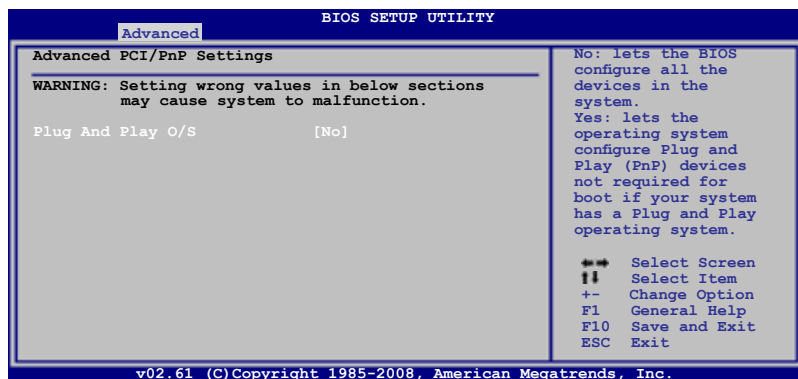 BIOS SETUP UTILITY
Advanced
Advanced PCI/PnP Settings
WARNING: Setting wrong values in below sections
may cause system to malfunction.
Plug And Play O/S [No]
No: lets the BIOS
configure all the
devices in the
system.
Yes: lets the
operating system
configure Plug and
Play (PnP) devices
not required for
boot if your system
has a Plug and Play
operating system.
←→ Select Screen
↑↓ Select Item
+- Change Option
F1 General Help
F10 Save and Exit
ESC Exit
v02.61 (C)Copyright 1985-2008, American Megatrends, Inc.